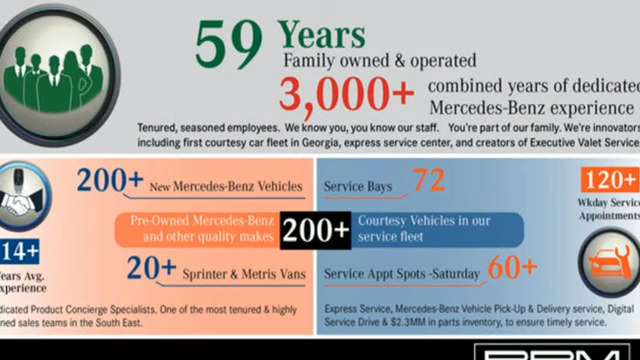 59 Years
Family owned & operated
3,000+ combined years of dedicated
Mercedes-Benz experience
Tenured, seasoned employees. We know you, you know our staff. You're part of our family. We're innovators
including first courtesy car fleet in Georgia, express service center, and creators of Executive Valet Service
200+ New Mercedes-Benz Vehicles
Pre-Owned Mercedes-Benz
and other quality makes
200+
20+ Sprinter & Metris Vans
14+
Years Avg.
Experience
dicated Product Concierge Specialists. One of the most tenured & highly
ned sales teams in the South East.
Service Bays 72
Courtesy Vehicles in our
service fleet
Service Appt Spots -Saturday 60+
120+
Wkday Service
Appointments
Express Service, Mercedes-Benz Vehicle Pick-Up & Delivery service, Digital
Service Drive & $2.3MM in parts inventory, to ensure timely service.